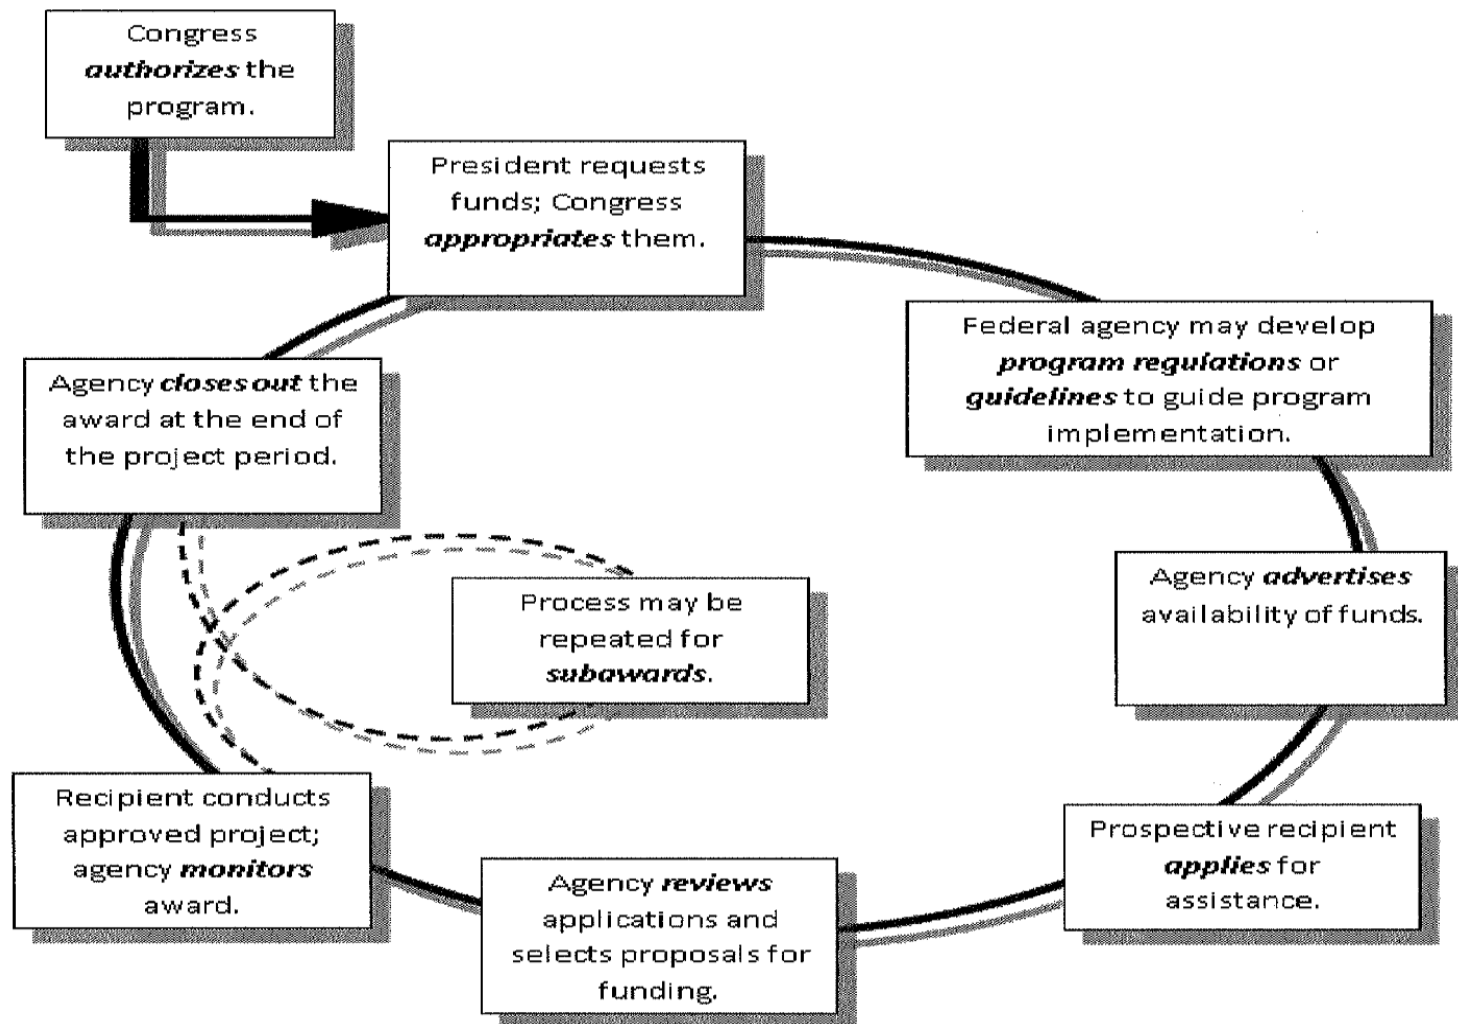 Congress
authorizes the
program.
President requests
funds; Congress
appropriates them.
Federal agency may develop
program regulations or
guidelines to guide program
implementation.
Agency advertises
availability of funds.
Prospective recipient
applies for
assistance.
Agency reviews
applications and
selects proposals for
funding.
Recipient conducts
approved project;
agency monitors
award.
Agency closes out the
award at the end of
the project period.
Process may be
repeated for
subawards.